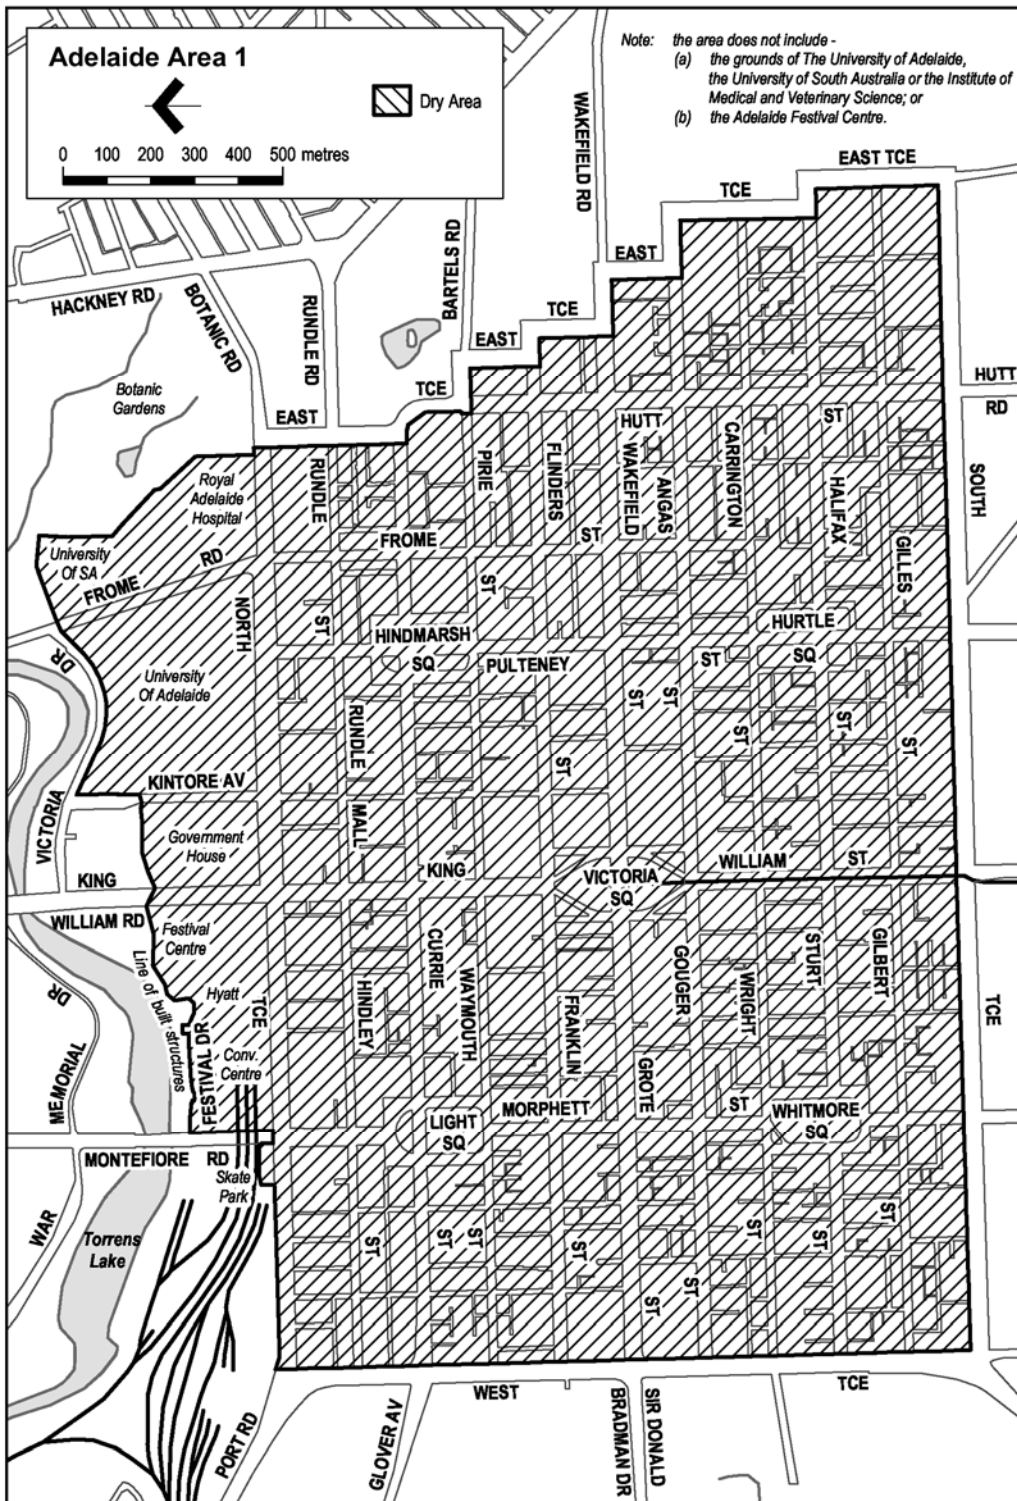 Adelaide Area 1
Dry Area
0 100 200 300 400 500 metres
Note: the area does not include -
(a) the grounds of The University of Adelaide,
the University of South Australia or the Institute of
Medical and Veterinary Science; or
(b) the Adelaide Festival Centre.
EAST TCE
TCE
WAKEFIELD RD
EAST
BARTELS RD
TCE
EAST
HACKNEY RD
BOTANIC RD
RUNDLE RD
TCE
EAST
HUTT
RD
Botanic
Gardens
HUTT
ST
Royal
Adelaide
Hospital
RUNDLE
PIRIE
FLINDERS
WAKEFIELD
ANGAS
CARRINGTON
HALIFAX
SOUTH
University
Of SA
FROME
RD
FROME
ST
GILLES
NORTH
ST
ST
HINDMARSH
SQ
HURTLE
SQ
DR
University
Of Adelaide
PULTENEY
ST
ST
ST
ST
ST
ST
RUNDLE
MALL
ST
KINTORE AV
VICTORIA
Government
House
KING
WILLIAM RD
KING
VICTORIA
SQ
WILLIAM
ST
Festival
Centre
Line of built structures
Hyatt
TCE
DR
MEMORIAL
FESTIVAL DR
Conv.
Centre
HINDLEY
CURRIE
WAYMOUTH
FRANKLIN
GROTE
GOUGER
WRIGHT
STURT
GILBERT
TCE
LIGHT
SQ
MORPHETT
ST
WHITMORE
SQ
MONTEFIORE RD
Skate
Park
WAR
Torrens
Lake
ST
ST
ST
ST
ST
ST
ST
ST
ST
PORT RD
GLOVER AV
WEST
BRADMAN DR
SIR DONALD
TCE